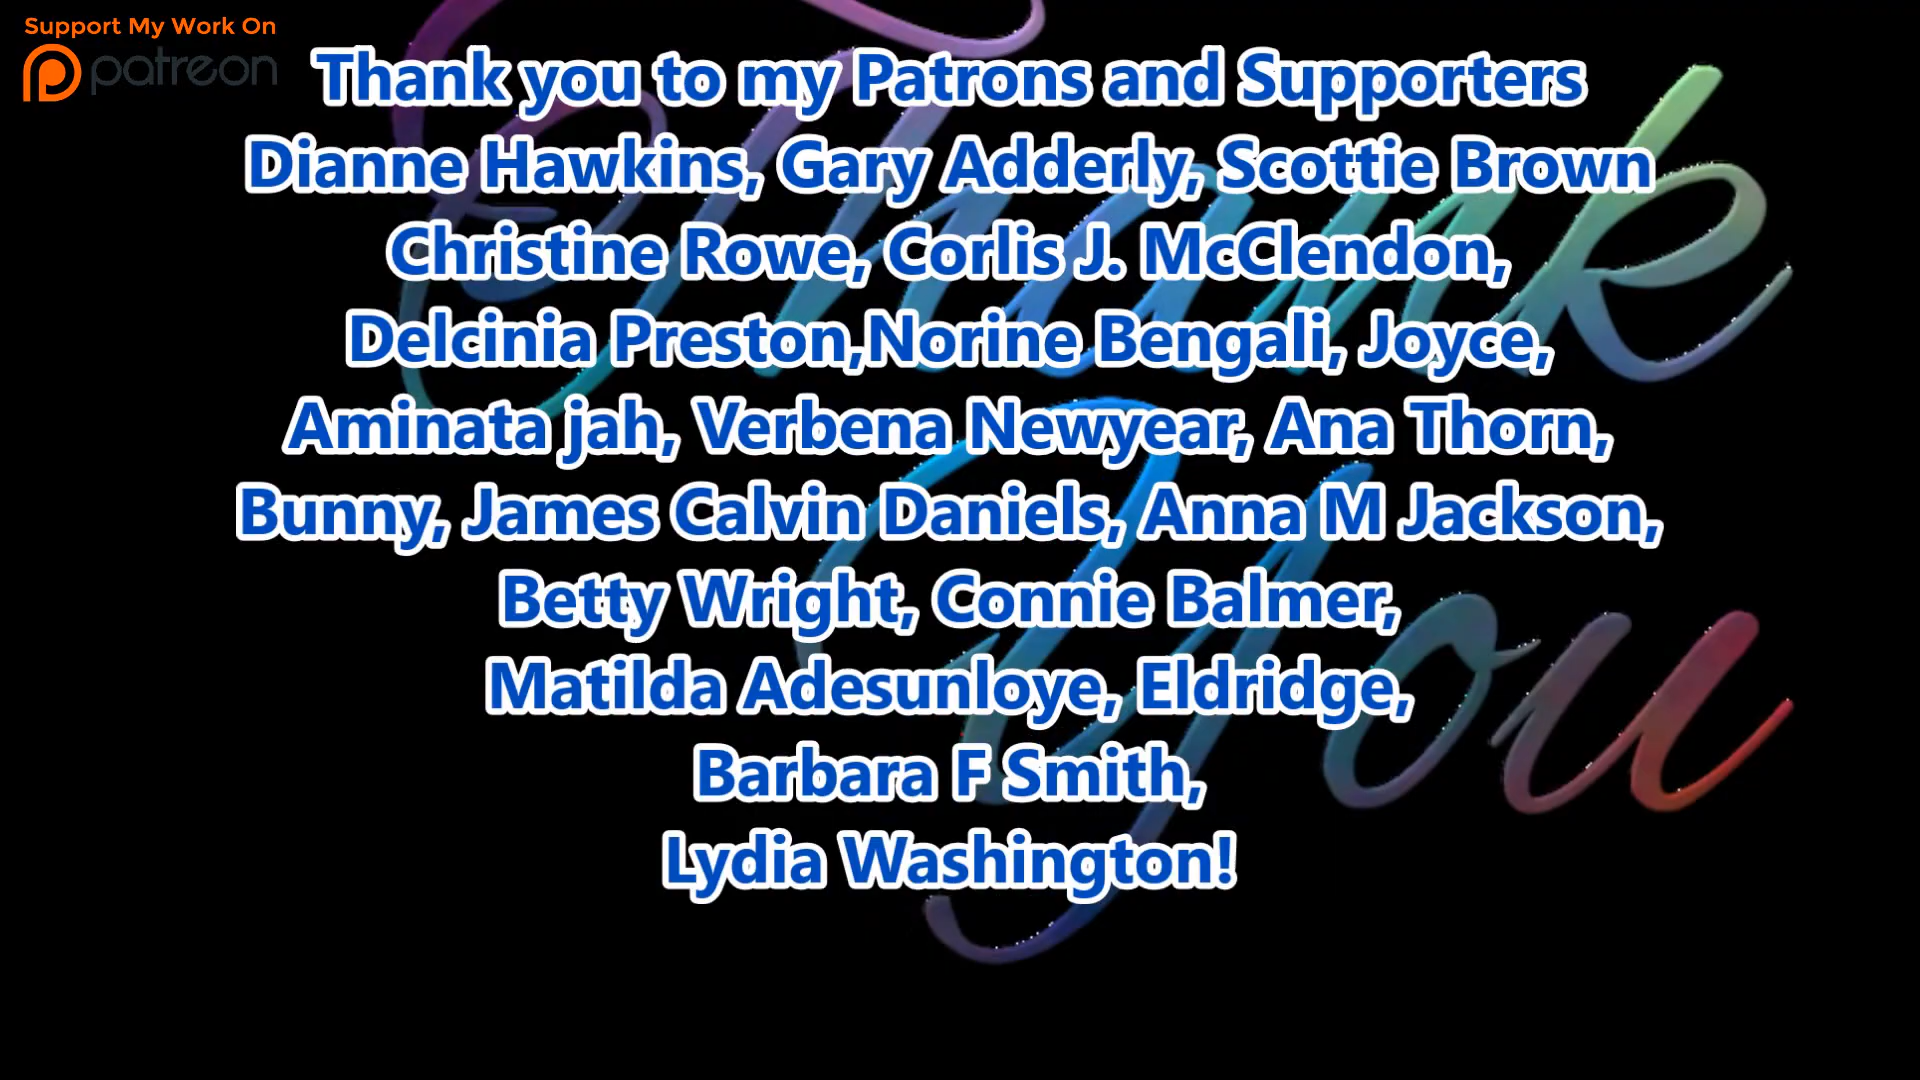 Support My Work On
patreon
Thank you to my Patrons and Supporters
Dianne Hawkins, Gary Adderly, Scottie Brown
Christine Rowe, Corlis J. McClendon,
Delcinia Preston,Norine Bengali, Joyce,
Aminata jah, Verbena Newyear, Ana Thorn,
Bunny, James Calvin Daniels, Anna M Jackson,
Betty Wright, Connie Balmer,
Matilda Adesunloye, Eldridge,
Barbara F Smith,
Lydia Washington!
Thank
You